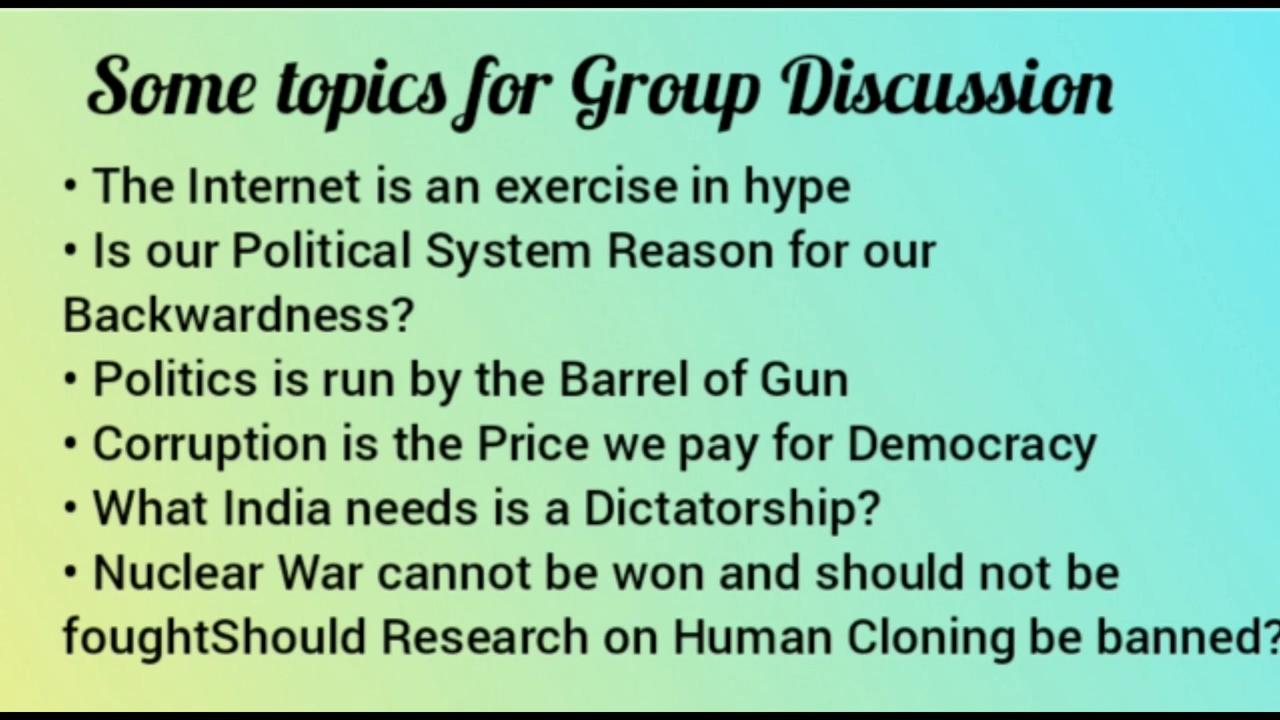 Some topics for Group Discussion
• The Internet is an exercise in hype
• Is our Political System Reason for our
Backwardness?
• Politics is run by the Barrel of Gun
• Corruption is the Price we pay for Democracy
• What India needs is a Dictatorship?
• Nuclear War cannot be won and should not be
foughtShould Research on Human Cloning be banned?